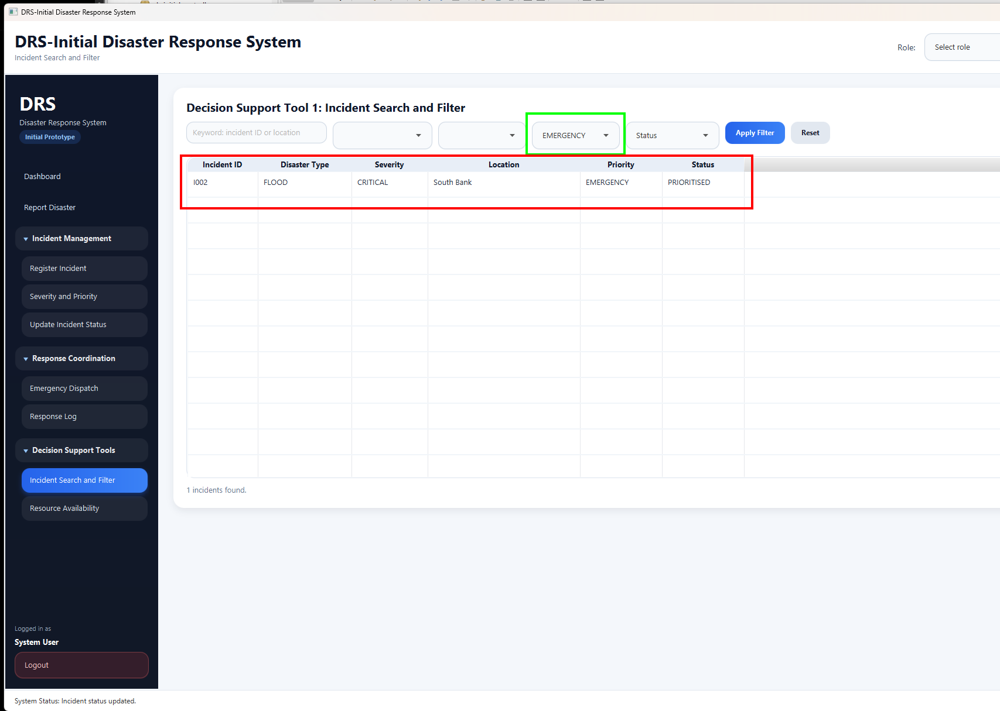 DRS-Initial Disaster Response System
DRS-Initial Disaster Response System
Incident Search and Filter
Role:
Select role
DRS
Disaster Response System
Initial Prototype
Dashboard
Report Disaster
Incident Management
Register Incident
Severity and Priority
Update Incident Status
Response Coordination
Emergency Dispatch
Response Log
Decision Support Tools
Incident Search and Filter
Resource Availability
Logged in as
System User
Logout
Decision Support Tool 1: Incident Search and Filter
Keyword: incident ID or location
EMERGENCY
Status
Apply Filter
Reset
Incident ID Disaster Type Severity Location Priority Status
I002 FLOOD CRITICAL South Bank EMERGENCY PRIORITISED
1 incidents found.
System Status: Incident status updated.